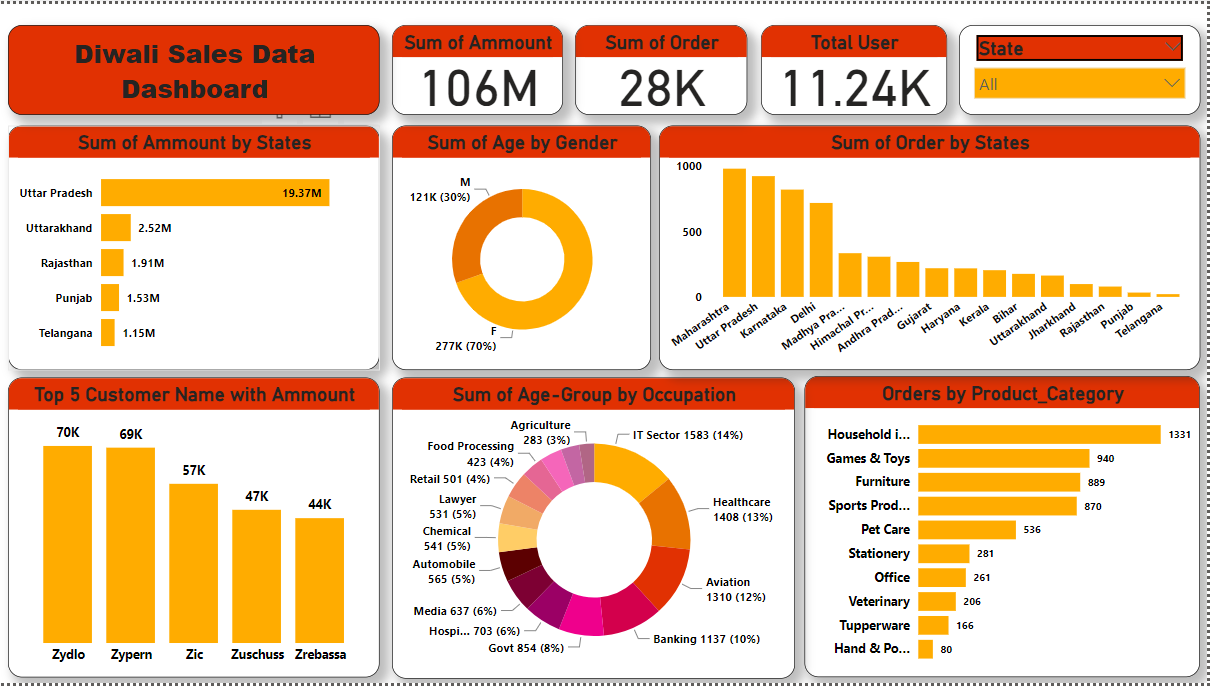 Diwali Sales Data
Dashboard
Sum of Ammount
106M
Sum of Order
28K
Total User
11.24K
State
All
Sum of Ammount by States
Uttar Pradesh
19.37M
Uttarakhand
2.52M
Rajasthan
1.91M
Punjab
1.53M
Telangana
1.15M
Sum of Age by Gender
M
121K (30%)
F
277K (70%)
Sum of Order by States
1000
500
0
Maharashtra
Uttar Pradesh
Karnataka
Delhi
Madhya Pra...
Himachal Pr...
Andhra Prad...
Gujarat
Haryana
Kerala
Bihar
Uttarakhand
Jharkhand
Rajasthan
Punjab
Telangana
Top 5 Customer Name with Ammount
70K
69K
57K
47K
44K
Zydlo
Zypern
Zic
Zuschuss
Zrebassa
Sum of Age-Group by Occupation
Agriculture
283 (3%)
IT Sector 1583 (14%)
Food Processing
423 (4%)
Retail 501 (4%)
Healthcare
1408 (13%)
Lawyer
531 (5%)
Chemical
541 (5%)
Automobile
565 (5%)
Aviation
1310 (12%)
Media 637 (6%)
Hospi... 703 (6%)
Banking 1137 (10%)
Govt 854 (8%)
Orders by Product_Category
Household i...
1331
Games & Toys
940
Furniture
889
Sports Prod...
870
Pet Care
536
Stationery
281
Office
261
Veterinary
206
Tupperware
166
Hand & Po...
80